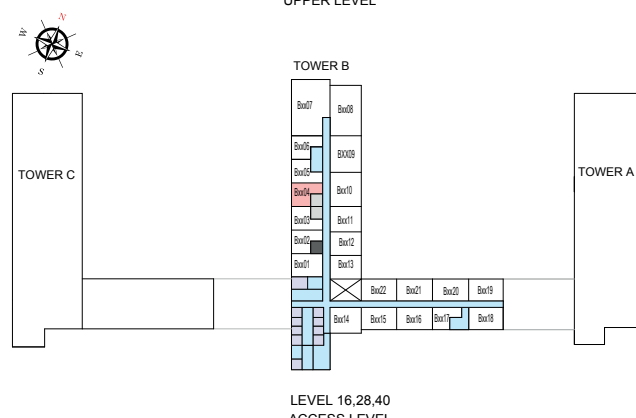 UPPER LEVEL
N
W
E
S
TOWER B
TOWER C
TOWER A
Bxx07
Bxx08
Bxx06
BXX09
Bxx05
Bxx04
Bxx10
Bxx03
Bxx11
Bxx02
Bxx12
Bxx01
Bxx13
Bxx22
Bxx21
Bxx20
Bxx19
Bxx14
Bxx15
Bxx16
Bxx17
Bxx18
LEVEL 16,28,40
ACCESS LEVEL